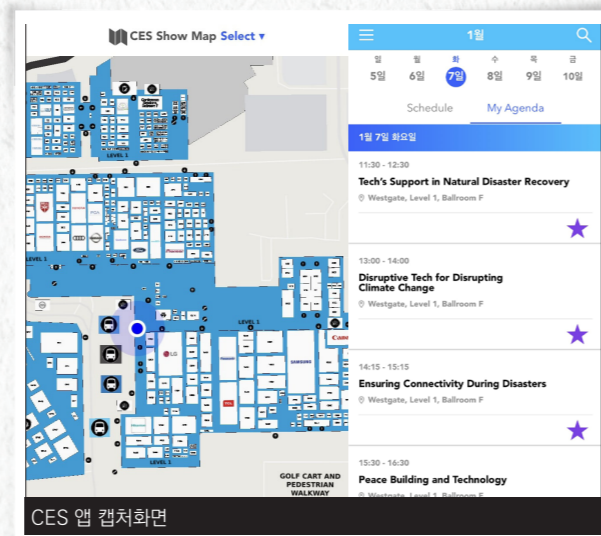 CES Show Map Select ▾
LEVEL 1
LEVEL 1
LEVEL 1
LG
SAMSUNG
TCL
LEVEL 1
GOLF CART AND
PEDESTRIAN
WALKWAY
1월
일 월 화 수 목 금
5일 6일 7일 8일 9일 10일
Schedule My Agenda
1월 7일 화요일
11:30 - 12:30
Tech's Support in Natural Disaster Recovery
Westgate, Level 1, Ballroom F
13:00 - 14:00
Disruptive Tech for Disrupting
Climate Change
Westgate, Level 1, Ballroom F
14:15 - 15:15
Ensuring Connectivity During Disasters
Westgate, Level 1, Ballroom F
15:30 - 16:30
Peace Building and Technology
Westgate, Level 1, Ballroom F
CES 앱 캡처화면